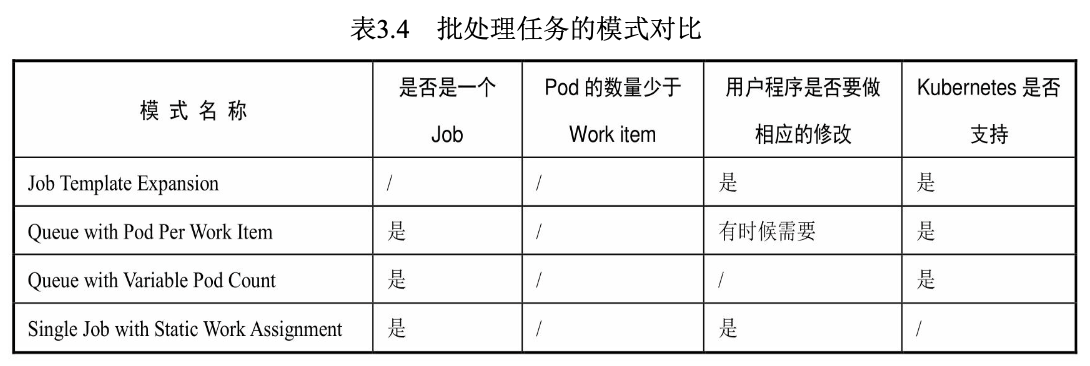 表3.4 批处理任务的模式对比
模式名称 是否是一个 Pod 的数量少于 用户程序是否要做 Kubernetes 是否
Job Work item 相应的修改 支持
Job Template Expansion / / 是 是
Queue with Pod Per Work Item 是 / 有时候需要 是
Queue with Variable Pod Count 是 / / 是
Single Job with Static Work Assignment 是 / 是 /